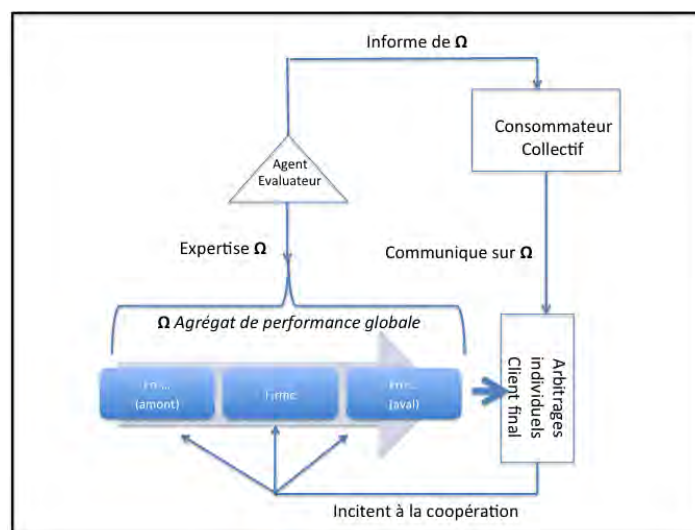 Informe de Ω
Consommateur
Collectif
Agent
Evaluateur
Expertise Ω
Communique sur Ω
Ω Agrégat de performance globale
(amont)
(aval)
Arbitrages
individuels
Client final
Incitent à la coopération